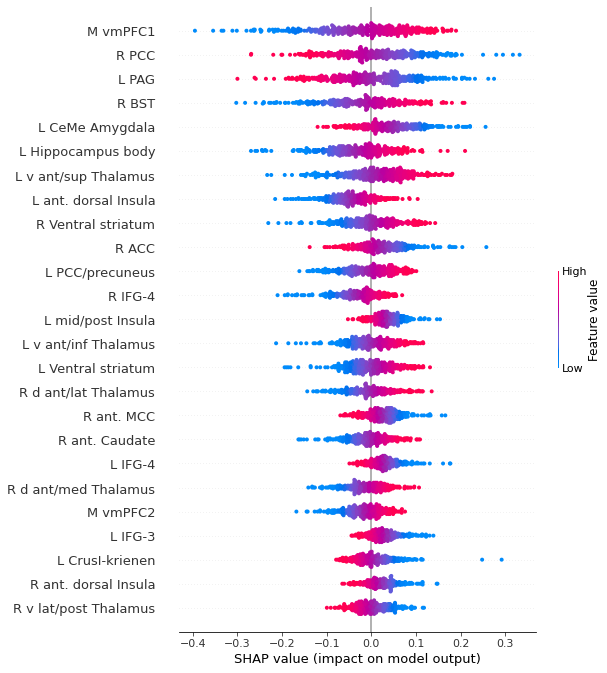 M vmPFC1
R PCC
L PAG
R BST
L CeMe Amygdala
L Hippocampus body
L v ant/sup Thalamus
L ant. dorsal Insula
R Ventral striatum
R ACC
L PCC/precuneus
R IFG-4
L mid/post Insula
L v ant/inf Thalamus
L Ventral striatum
R d ant/lat Thalamus
R ant. MCC
R ant. Caudate
L IFG-4
R d ant/med Thalamus
M vmPFC2
L IFG-3
L CrusI-krienen
R ant. dorsal Insula
R v lat/post Thalamus
−0.4 −0.3 −0.2 −0.1 0.0 0.1 0.2 0.3
SHAP value (impact on model output)
High
Feature value
Low